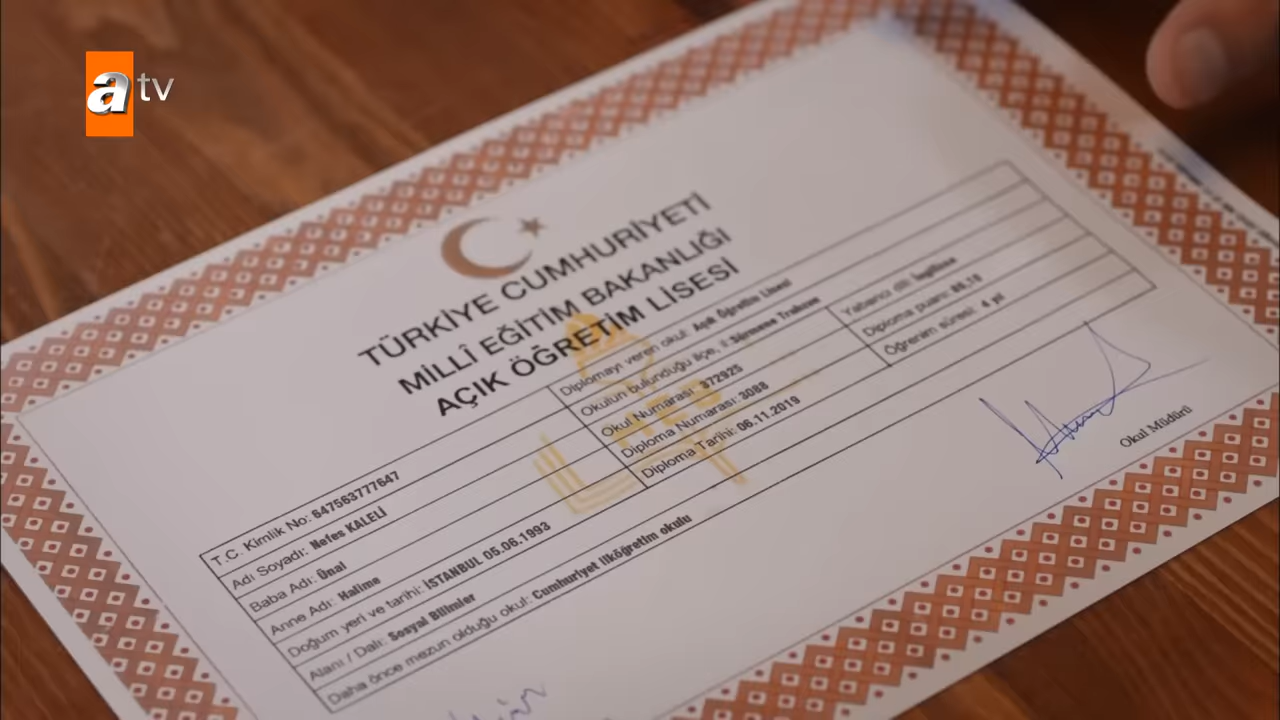 atv
TÜRKİYE CUMHURİYETİ
MİLLÎ EĞİTİM BAKANLIĞI
AÇIK ÖĞRETİM LİSESİ
T.C. Kimlik No: 647563777647
Adı Soyadı: Nefes KALELİ
Baba Adı: Ünal
Anne Adı: Halime
Doğum yeri ve tarihi: İSTANBUL 05.06.1993
Alanı / Dalı: Sosyal Bilimler
Daha önce mezun olduğu okul: Cumhuriyet ilköğretim okulu
Diplomayı veren okul: Açık Öğretim Lisesi
Okulun bulunduğu ilçe, il: Sürmene Trabzon
Okul Numarası: 372925
Diploma Numarası: 3088
Diploma Tarihi: 06.11.2019
Yabancı dil: İngilizce
Diploma puanı: 88,10
Öğrenim süresi: 4 yıl
Okul Müdürü